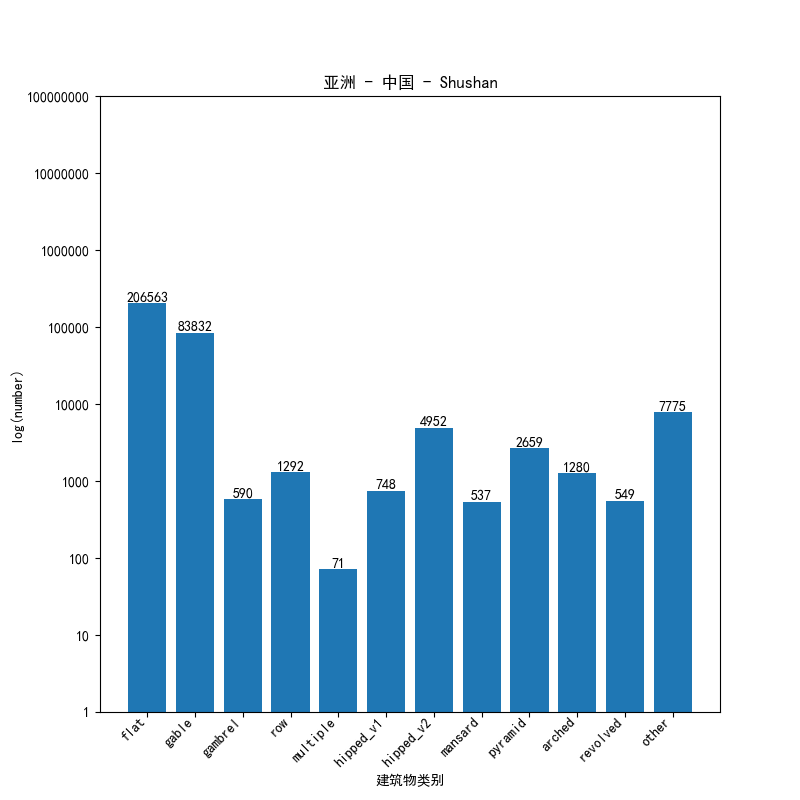 亚洲 - 中国 - Shushan
100000000
10000000
1000000
100000
10000
1000
100
10
1
log(number)
206563
83832
590
1292
71
748
4952
537
2659
1280
549
7775
flat
gable
gambrel
row
multiple
hipped_v1
hipped_v2
mansard
pyramid
arched
revolved
other
建筑物类别